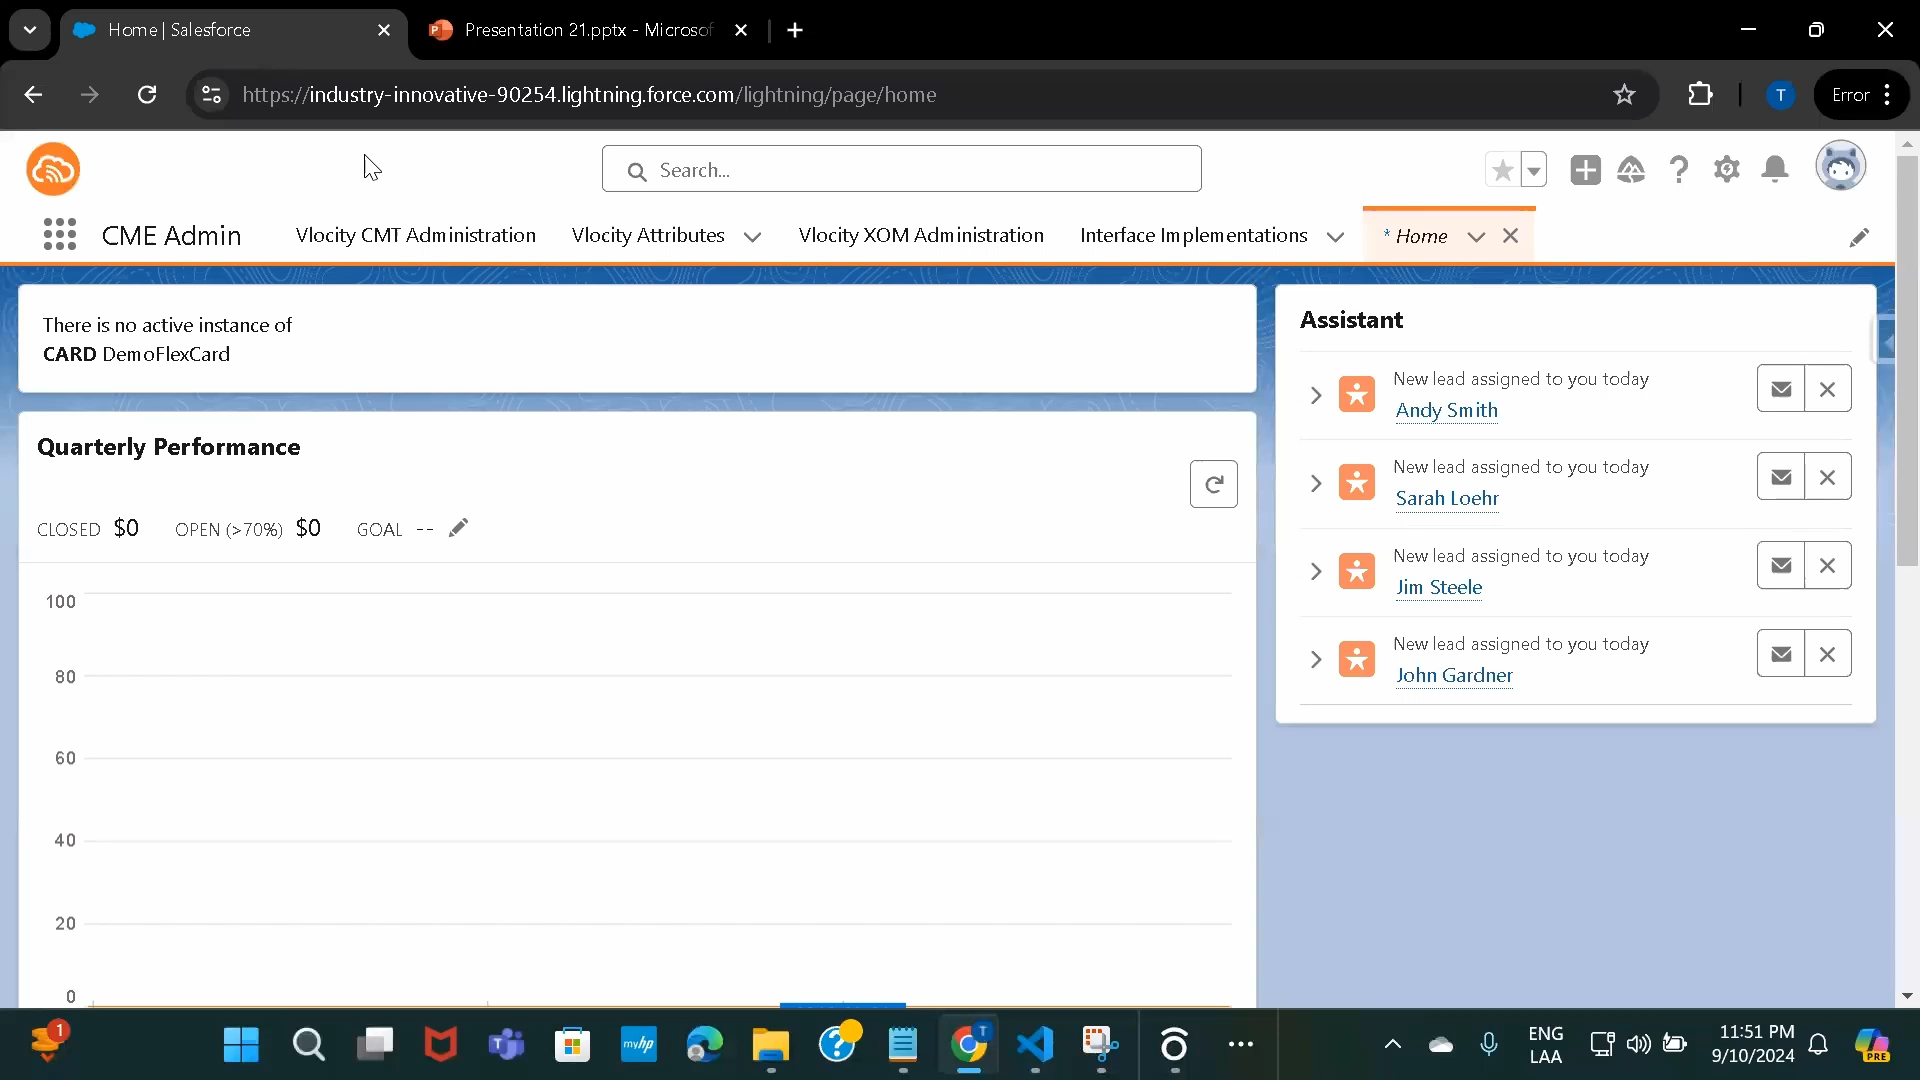 Home | Salesforce
Presentation 21.pptx - Microsof
https://industry-innovative-90254.lightning.force.com/lightning/page/home
T
Error
Search...
CME Admin
Vlocity CMT Administration
Vlocity Attributes
Vlocity XOM Administration
Interface Implementations
* Home
There is no active instance of
CARD DemoFlexCard
Quarterly Performance
CLOSED $0 OPEN (>70%) $0 GOAL --
100
80
60
40
20
0
Assistant
New lead assigned to you today
Andy Smith
New lead assigned to you today
Sarah Loehr
New lead assigned to you today
Jim Steele
New lead assigned to you today
John Gardner
1
myhp
T
ENG
LAA
11:51 PM
9/10/2024
PRE